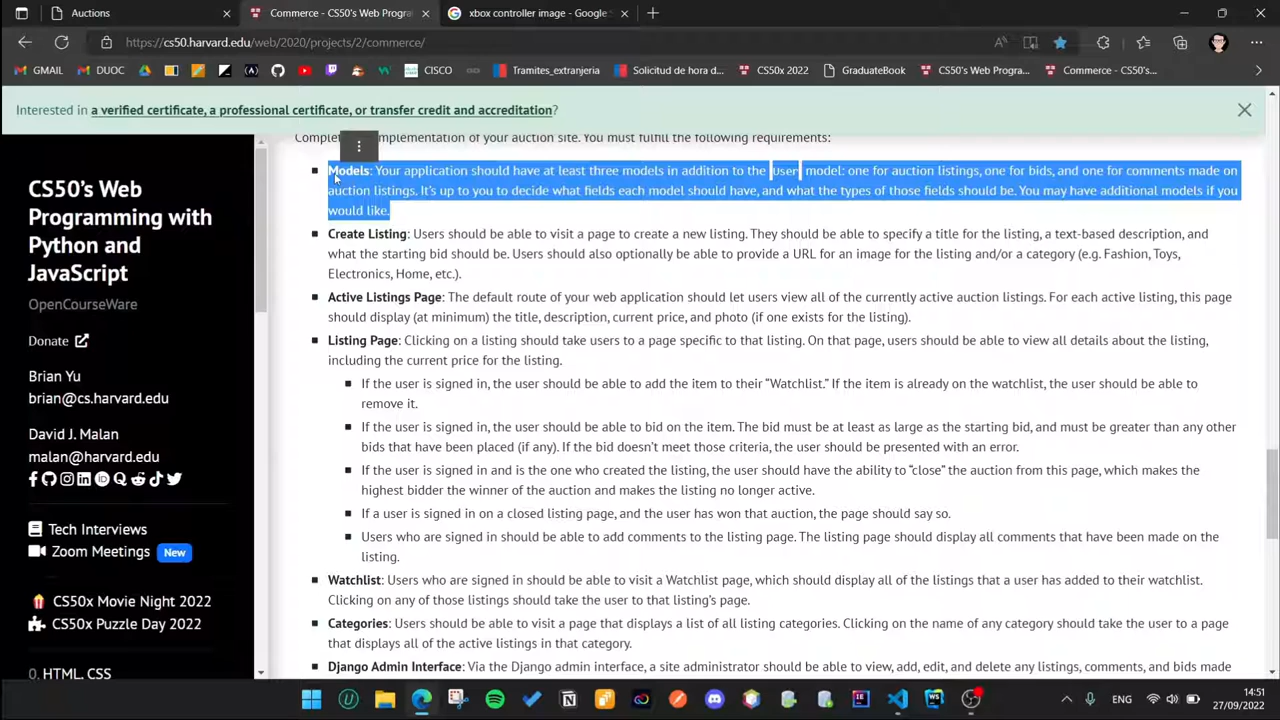 Auctions
Commerce - CS50's Web Progra
xbox controller image - Google
https://cs50.harvard.edu/web/2020/projects/2/commerce/
GMAIL
DUOC
CISCO
Tramites_extranjeria
Solicitud de hora d...
CS50x 2022
GraduateBook
CS50's Web Progra...
Commerce - CS50's...
Interested in a verified certificate, a professional certificate, or transfer credit and accreditation?
CS50's Web
Programming with
Python and
JavaScript
OpenCourseWare
Donate
Brian Yu
brian@cs.harvard.edu
David J. Malan
malan@harvard.edu
Tech Interviews
Zoom Meetings New
CS50x Movie Night 2022
CS50x Puzzle Day 2022
0. HTML, CSS
implementation of your auction site. You must fulfill the following requirements:
Models: Your application should have at least three models in addition to the User model: one for auction listings, one for bids, and one for comments made on
auction listings. It's up to you to decide what fields each model should have, and what the types of those fields should be. You may have additional models if you
would like.
Create Listing: Users should be able to visit a page to create a new listing. They should be able to specify a title for the listing, a text-based description, and
what the starting bid should be. Users should also optionally be able to provide a URL for an image for the listing and/or a category (e.g. Fashion, Toys,
Electronics, Home, etc.).
Active Listings Page: The default route of your web application should let users view all of the currently active auction listings. For each active listing, this page
should display (at minimum) the title, description, current price, and photo (if one exists for the listing).
Listing Page: Clicking on a listing should take users to a page specific to that listing. On that page, users should be able to view all details about the listing,
including the current price for the listing.
If the user is signed in, the user should be able to add the item to their “Watchlist.” If the item is already on the watchlist, the user should be able to
remove it.
If the user is signed in, the user should be able to bid on the item. The bid must be at least as large as the starting bid, and must be greater than any other
bids that have been placed (if any). If the bid doesn't meet those criteria, the user should be presented with an error.
If the user is signed in and is the one who created the listing, the user should have the ability to “close” the auction from this page, which makes the
highest bidder the winner of the auction and makes the listing no longer active.
If a user is signed in on a closed listing page, and the user has won that auction, the page should say so.
Users who are signed in should be able to add comments to the listing page. The listing page should display all comments that have been made on the
listing.
Watchlist: Users who are signed in should be able to visit a Watchlist page, which should display all of the listings that a user has added to their watchlist.
Clicking on any of those listings should take the user to that listing's page.
Categories: Users should be able to visit a page that displays a list of all listing categories. Clicking on the name of any category should take the user to a page
that displays all of the active listings in that category.
Django Admin Interface: Via the Django admin interface, a site administrator should be able to view, add, edit, and delete any listings, comments, and bids made
ENG
14:51
27/09/2022